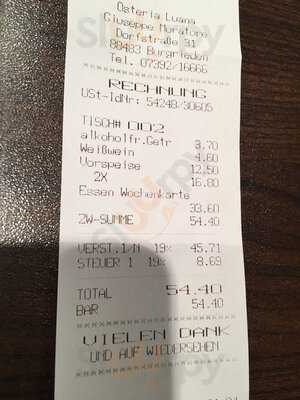 Osteria Luana
Giuseppe Moratore
Dorfstraße 31
88483 Burgrieden
Tel. 07392/16666
RECHNUNG
USt-IdNr: 54248/30605
TISCH# 002
alkoholfr.Getr 3.70
Weißwein 4.60
Vorspeise 12.50
2X 16.80
Essen Wochenkarte
33.60
ZW-SUMME 54.40
VERST.1/N 19% 45.71
STEUER 1 19% 8.69
TOTAL 54.40
BAR 54.40
VIELEN DANK
UND AUF WIEDERSEHEN